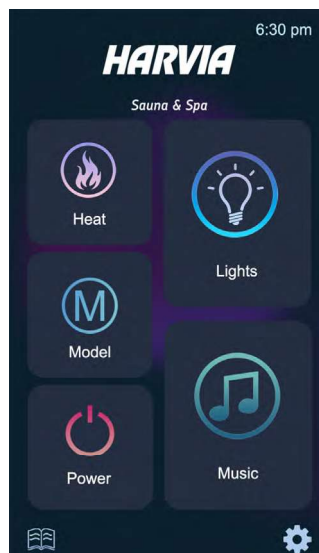 6:30 pm
HARVIA
Sauna & Spa
Heat
Lights
M
Model
Power
Music